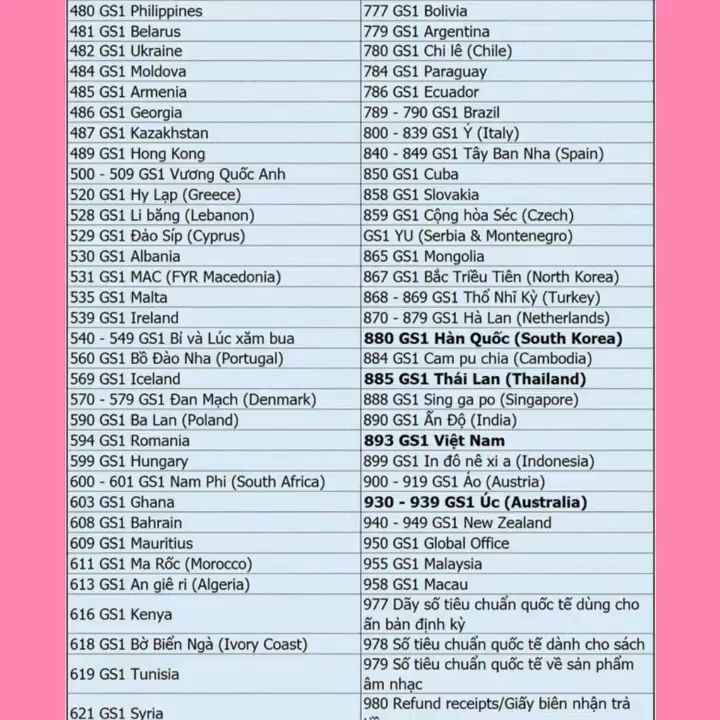 480 GS1 Philippines
481 GS1 Belarus
482 GS1 Ukraine
484 GS1 Moldova
485 GS1 Armenia
486 GS1 Georgia
487 GS1 Kazakhstan
489 GS1 Hong Kong
500 - 509 GS1 Vương Quốc Anh
520 GS1 Hy Lạp (Greece)
528 GS1 Li băng (Lebanon)
529 GS1 Đảo Síp (Cyprus)
530 GS1 Albania
531 GS1 MAC (FYR Macedonia)
535 GS1 Malta
539 GS1 Ireland
540 - 549 GS1 Bỉ và Lúc xăm bua
560 GS1 Bồ Đào Nha (Portugal)
569 GS1 Iceland
570 - 579 GS1 Đan Mạch (Denmark)
590 GS1 Ba Lan (Poland)
594 GS1 Romania
599 GS1 Hungary
600 - 601 GS1 Nam Phi (South Africa)
603 GS1 Ghana
608 GS1 Bahrain
609 GS1 Mauritius
611 GS1 Ma Rốc (Morocco)
613 GS1 An giê ri (Algeria)
616 GS1 Kenya
618 GS1 Bờ Biển Ngà (Ivory Coast)
619 GS1 Tunisia
621 GS1 Syria
777 GS1 Bolivia
779 GS1 Argentina
780 GS1 Chi lê (Chile)
784 GS1 Paraguay
786 GS1 Ecuador
789 - 790 GS1 Brazil
800 - 839 GS1 Ý (Italy)
840 - 849 GS1 Tây Ban Nha (Spain)
850 GS1 Cuba
858 GS1 Slovakia
859 GS1 Cộng hòa Séc (Czech)
GS1 YU (Serbia & Montenegro)
865 GS1 Mongolia
867 GS1 Bắc Triều Tiên (North Korea)
868 - 869 GS1 Thổ Nhĩ Kỳ (Turkey)
870 - 879 GS1 Hà Lan (Netherlands)
880 GS1 Hàn Quốc (South Korea)
884 GS1 Cam pu chia (Cambodia)
885 GS1 Thái Lan (Thailand)
888 GS1 Sing ga po (Singapore)
890 GS1 Ấn Độ (India)
893 GS1 Việt Nam
899 GS1 In đô nê xi a (Indonesia)
900 - 919 GS1 Áo (Austria)
930 - 939 GS1 Úc (Australia)
940 - 949 GS1 New Zealand
950 GS1 Global Office
955 GS1 Malaysia
958 GS1 Macau
977 Dãy số tiêu chuẩn quốc tế dùng cho
ấn bản định kỳ
978 Số tiêu chuẩn quốc tế dành cho sách
979 Số tiêu chuẩn quốc tế về sản phẩm
âm nhạc
980 Refund receipts/Giấy biên nhận trả